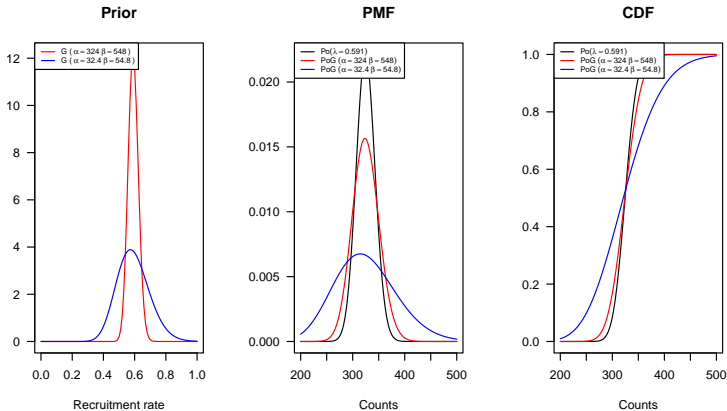 Prior
G ( α=324 β=548)
G ( α=32.4 β=54.8)
12
10
8
6
4
2
0
0.0 0.2 0.4 0.6 0.8 1.0
Recruitment rate
PMF
Po(λ=0.591)
PoG (α=324 β=548)
PoG (α=32.4 β=54.8)
0.020
0.015
0.010
0.005
0.000
200 300 400 500
Counts
CDF
Po(λ=0.591)
PoG (α=324 β=548)
PoG (α=32.4 β=54.8)
1.0
0.8
0.6
0.4
0.2
0.0
200 300 400 500
Counts